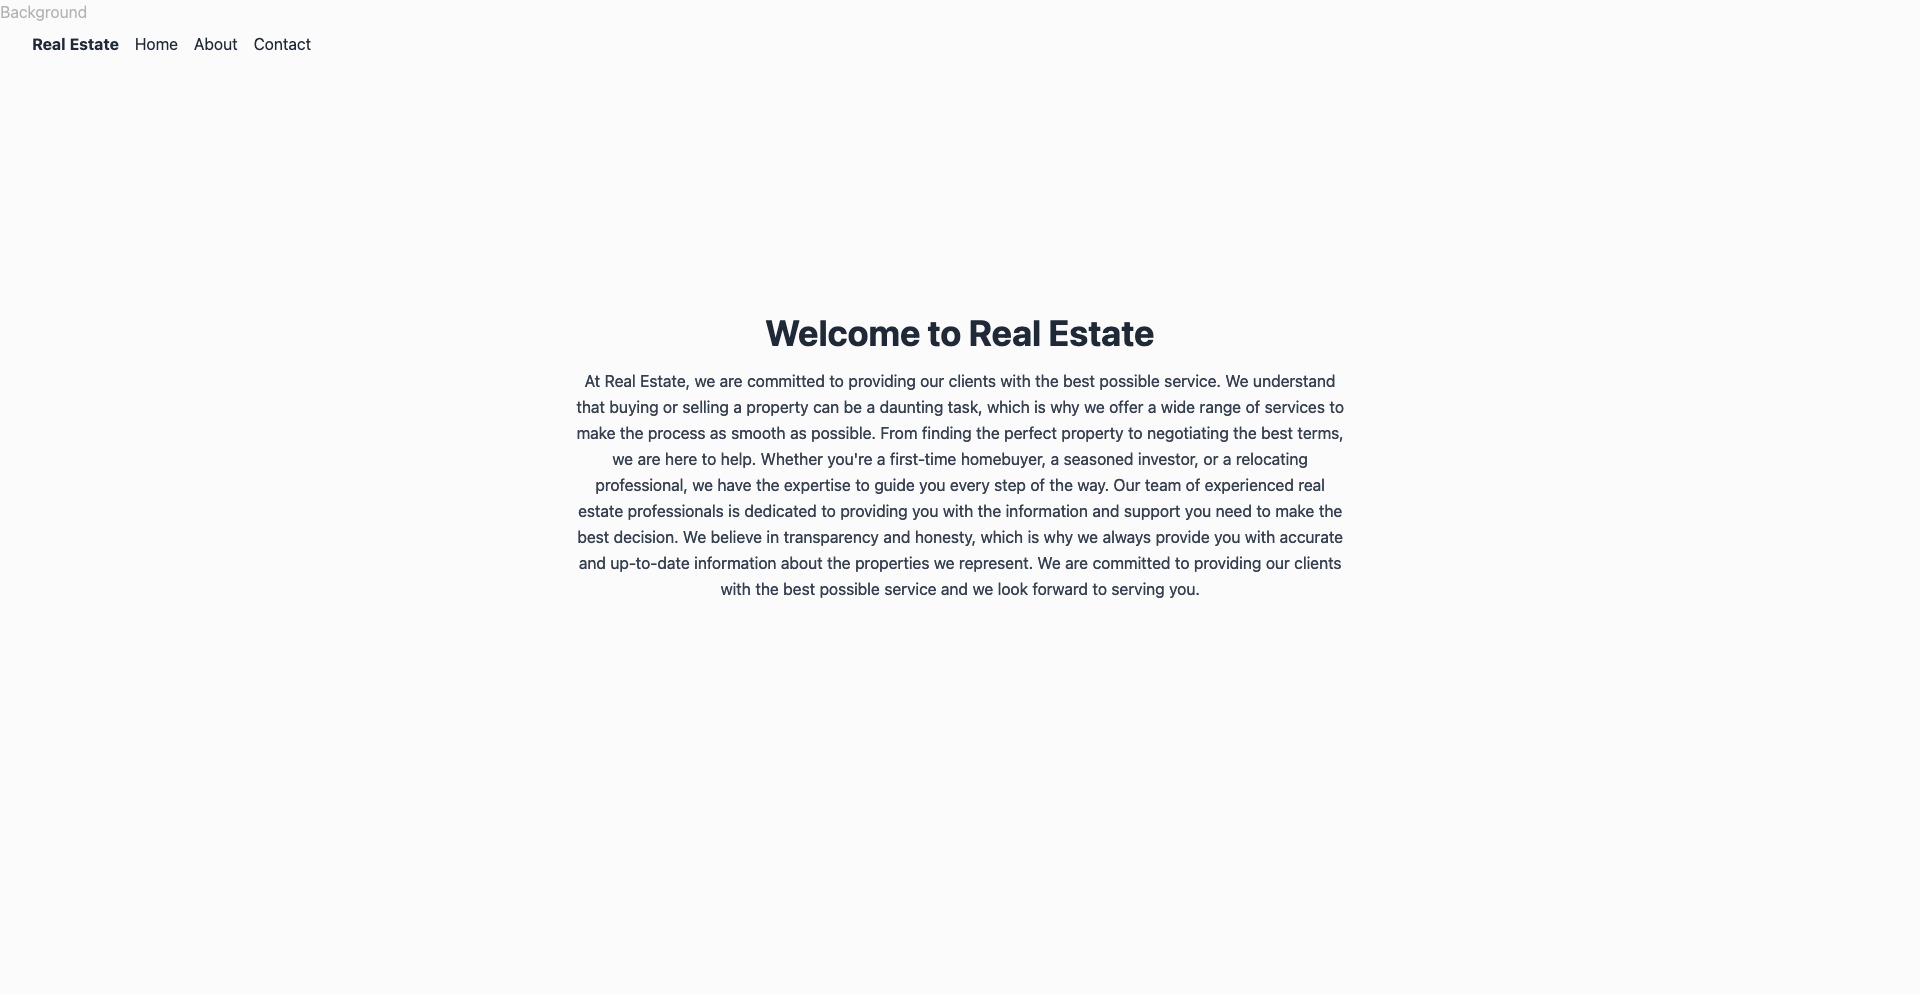 Background
Real Estate Home About Contact
Welcome to Real Estate
At Real Estate, we are committed to providing our clients with the best possible service. We understand
that buying or selling a property can be a daunting task, which is why we offer a wide range of services to
make the process as smooth as possible. From finding the perfect property to negotiating the best terms,
we are here to help. Whether you're a first-time homebuyer, a seasoned investor, or a relocating
professional, we have the expertise to guide you every step of the way. Our team of experienced real
estate professionals is dedicated to providing you with the information and support you need to make the
best decision. We believe in transparency and honesty, which is why we always provide you with accurate
and up-to-date information about the properties we represent. We are committed to providing our clients
with the best possible service and we look forward to serving you.